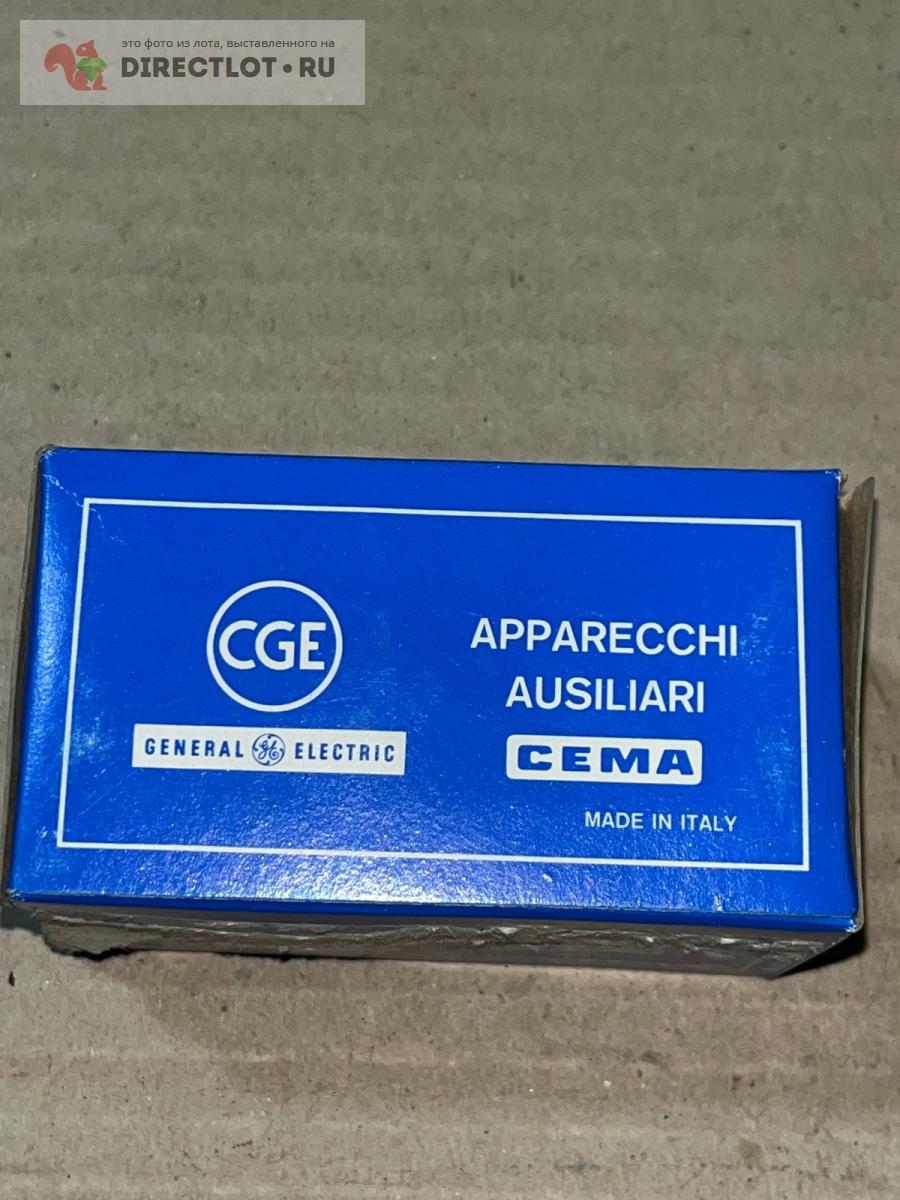 это фото из лота, выставленного на
DIRECTLOT•RU
CGE
GENERAL GE ELECTRIC
APPARECCHI
AUSILIARI
CEMA
MADE IN ITALY